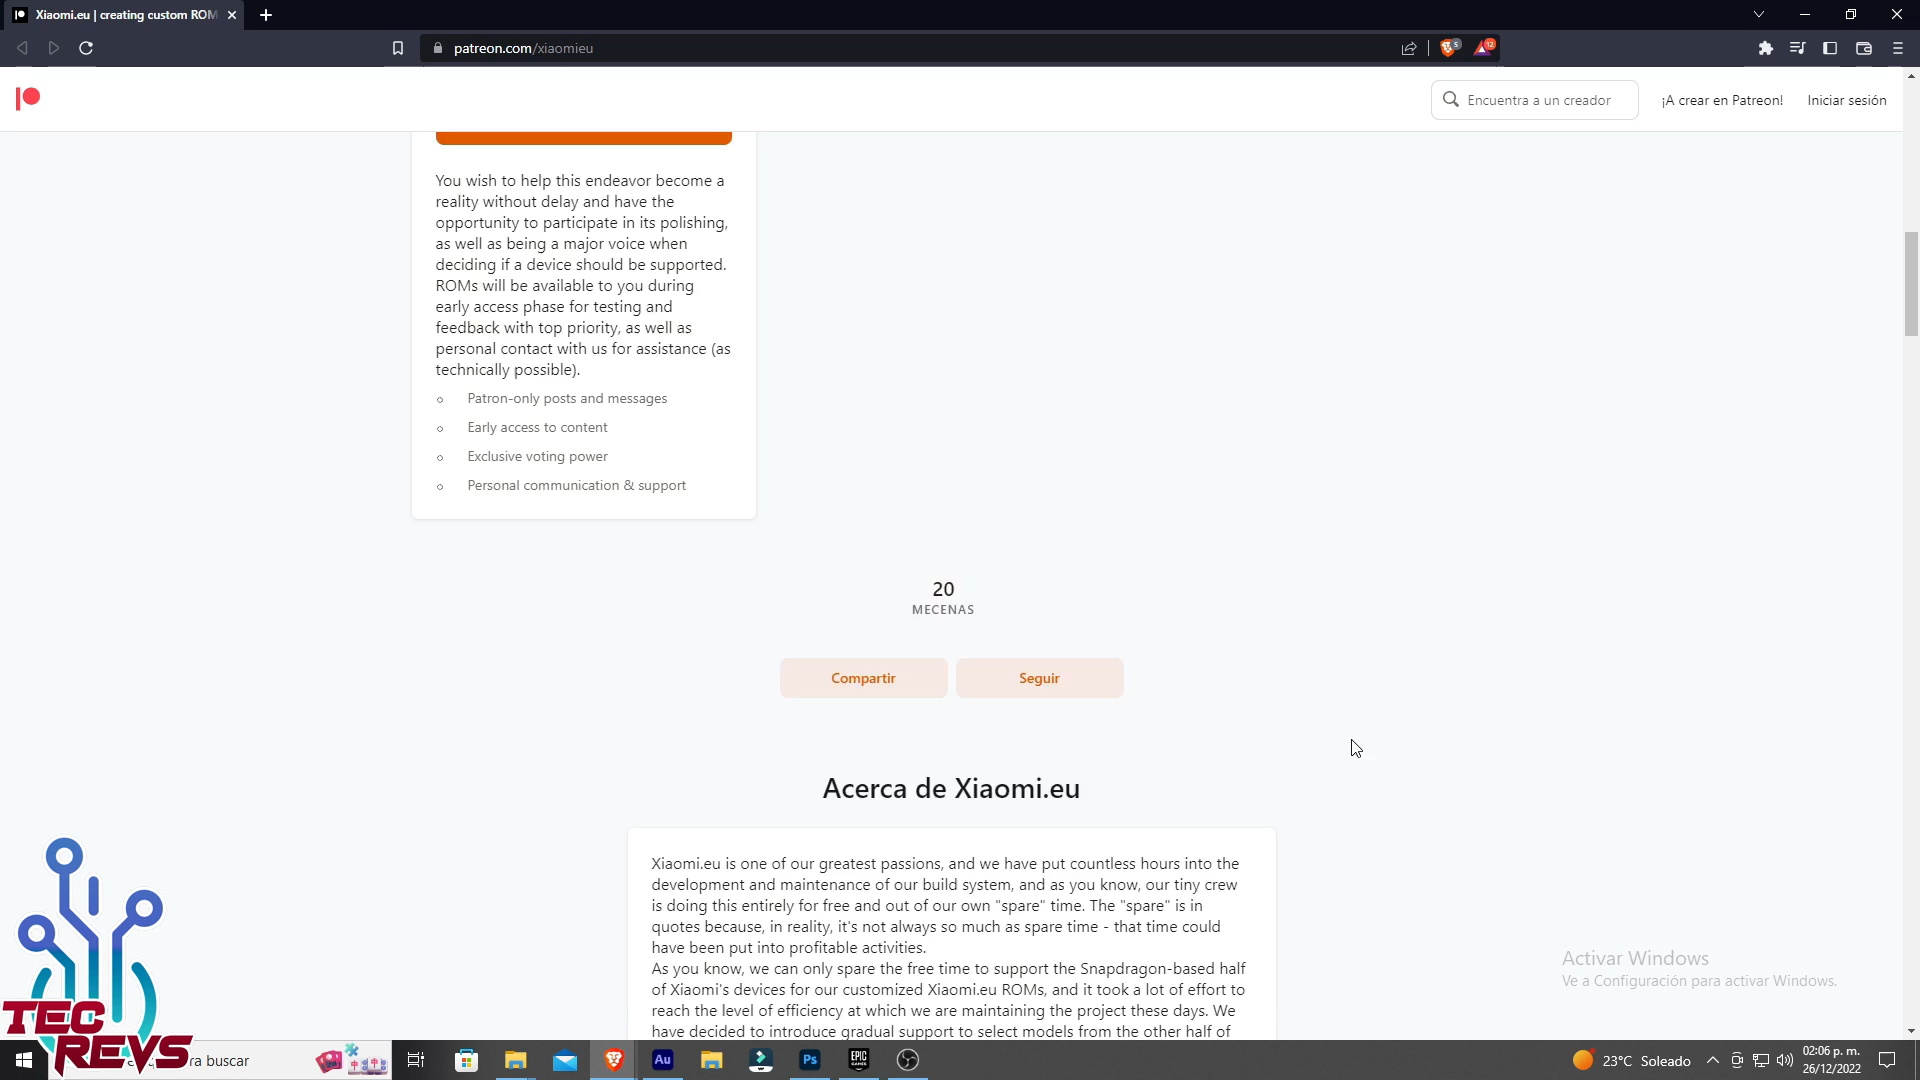 Xiaomi.eu | creating custom ROM
patreon.com/xiaomieu
5
12
Encuentra a un creador
¡A crear en Patreon!
Iniciar sesión
You wish to help this endeavor become a
reality without delay and have the
opportunity to participate in its polishing,
as well as being a major voice when
deciding if a device should be supported.
ROMs will be available to you during
early access phase for testing and
feedback with top priority, as well as
personal contact with us for assistance (as
technically possible).
Patron-only posts and messages
Early access to content
Exclusive voting power
Personal communication & support
20
MECENAS
Compartir
Seguir
Acerca de Xiaomi.eu
Xiaomi.eu is one of our greatest passions, and we have put countless hours into the
development and maintenance of our build system, and as you know, our tiny crew
is doing this entirely for free and out of our own "spare" time. The "spare" is in
quotes because, in reality, it's not always so much as spare time - that time could
have been put into profitable activities.
As you know, we can only spare the free time to support the Snapdragon-based half
of Xiaomi's devices for our customized Xiaomi.eu ROMs, and it took a lot of effort to
reach the level of efficiency at which we are maintaining the project these days. We
have decided to introduce gradual support to select models from the other half of
Activar Windows
Ve a Configuración para activar Windows.
TEC
REVS
ra buscar
Au
Ps
EPIC
GAMES
23°C Soleado
02:06 p. m.
26/12/2022